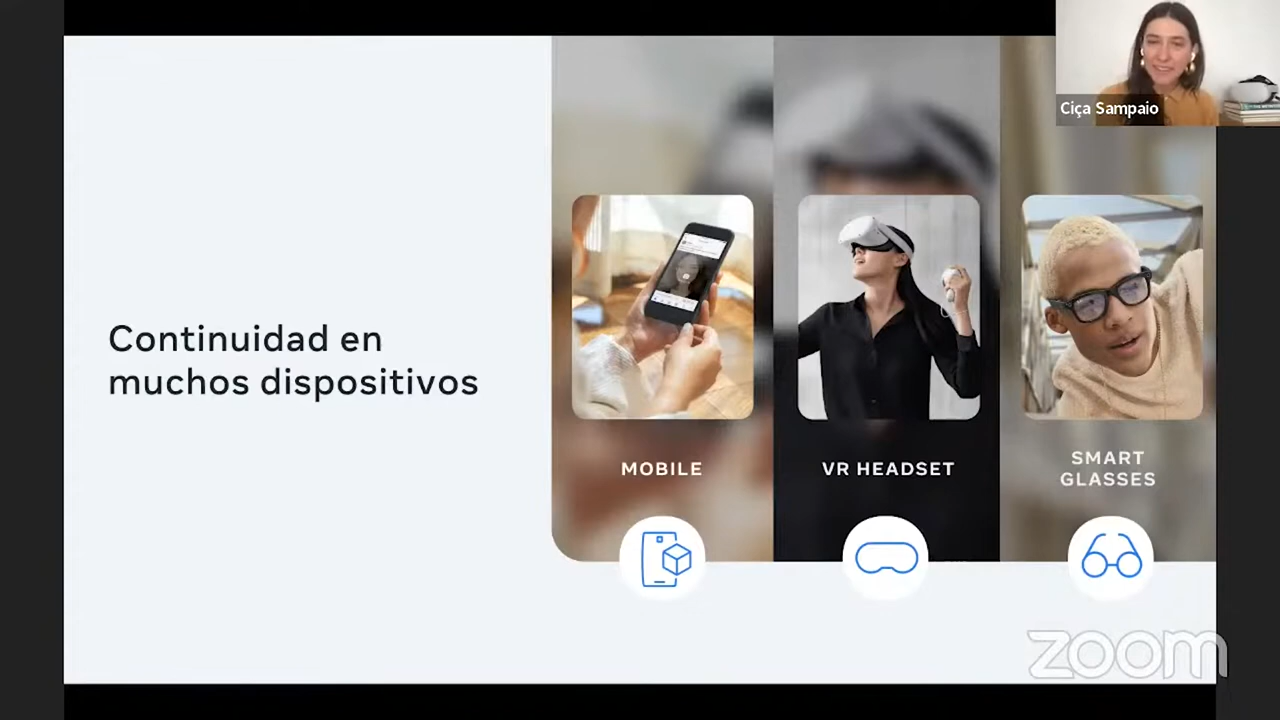 Ciça Sampaio
Continuidad en
muchos dispositivos
MOBILE
VR HEADSET
SMART
GLASSES
zoom